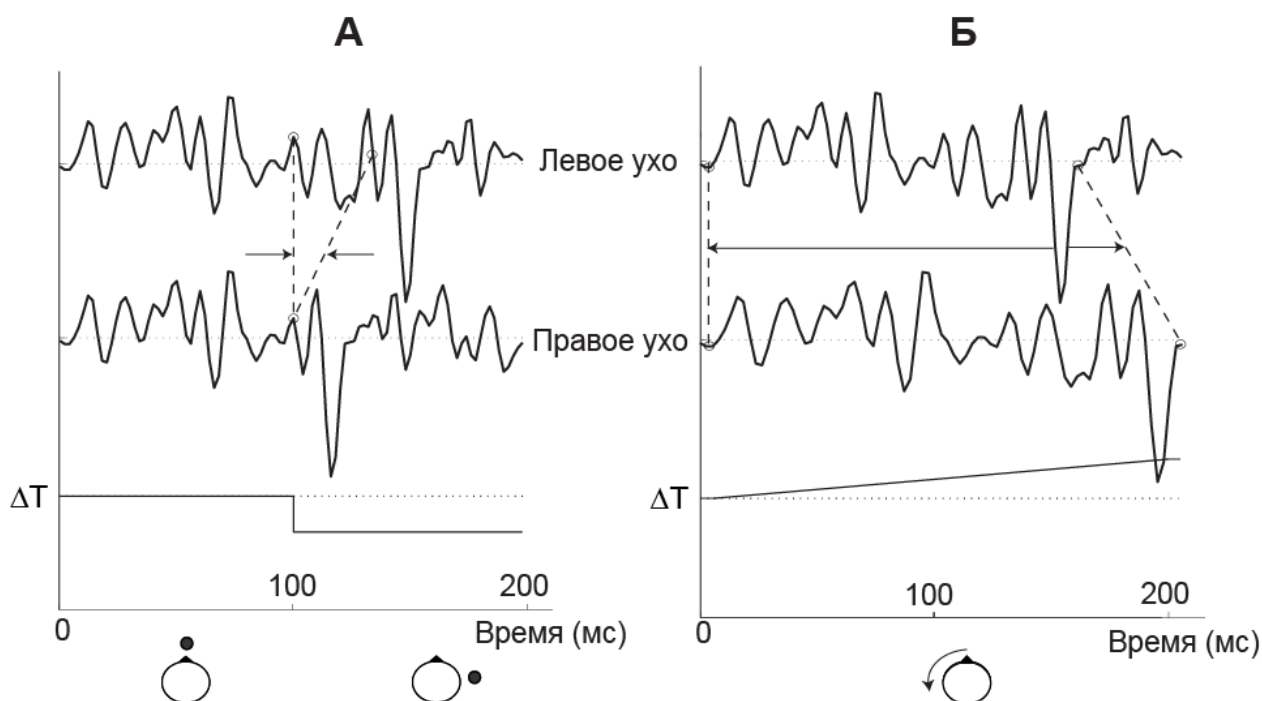 А
Б
Левое ухо
Правое ухо
ΔT
ΔT
100
200
100
200
0
Время (мс)
0
Время (мс)